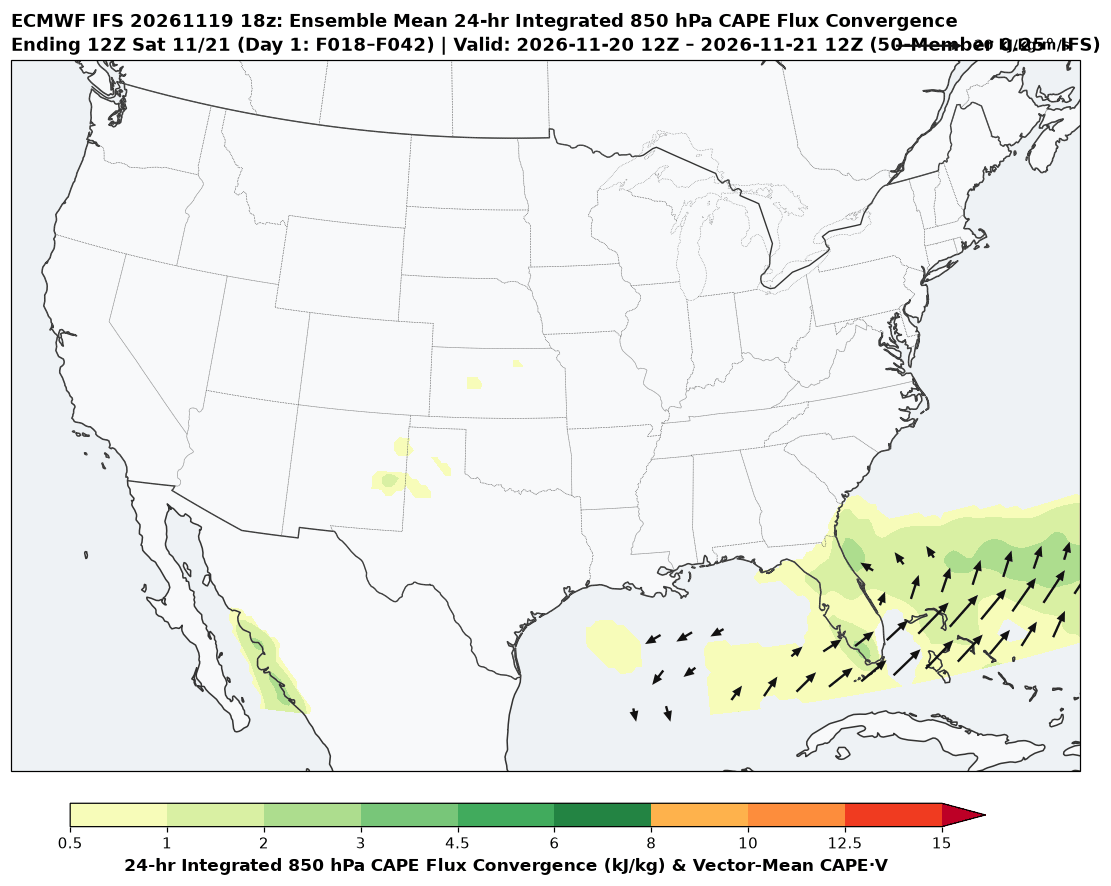 ECMWF IFS 20261119 18z: Ensemble Mean 24-hr Integrated 850 hPa CAPE Flux Convergence
Ending 12Z Sat 11/21 (Day 1: F018–F042) | Valid: 2026-11-20 12Z – 2026-11-21 12Z (50-Member 0.25° IFS)
0.5 1 2 3 4.5 6 8 10 12.5 15
24-hr Integrated 850 hPa CAPE Flux Convergence (kJ/kg) & Vector-Mean CAPE·V